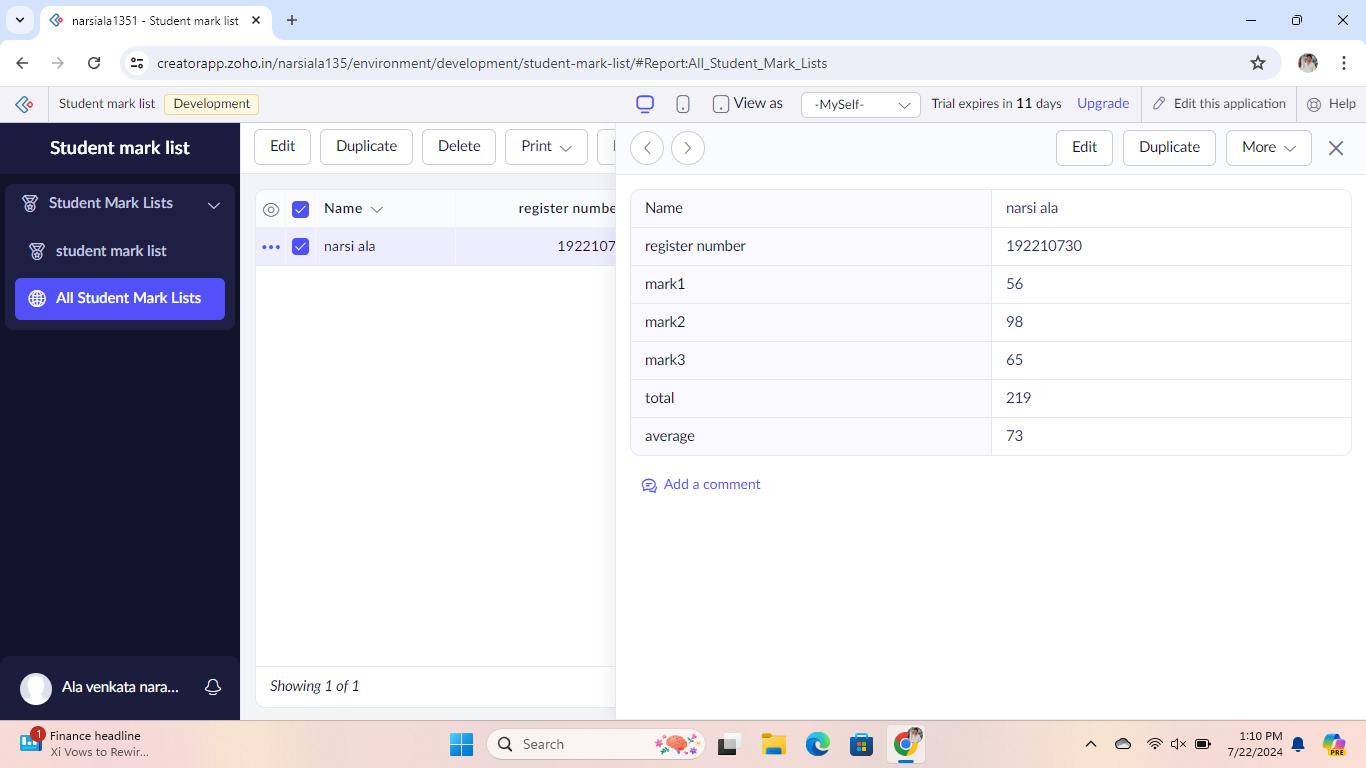 narsiala1351 - Student mark list
creatorapp.zoho.in/narsiala135/environment/development/student-mark-list/#Report:All_Student_Mark_Lists
Student mark list Development View as -MySelf- Trial expires in 11 days Upgrade Edit this application Help
Student mark list
Student Mark Lists
student mark list
All Student Mark Lists
Ala venkata nara...
Edit Duplicate Delete Print
Name register numbe
narsi ala 1922107
Showing 1 of 1
Edit Duplicate More
Name narsi ala
register number 192210730
mark1 56
mark2 98
mark3 65
total 219
average 73
Add a comment
1
Finance headline
Xi Vows to Rewir...
Search
1:10 PM
7/22/2024
PRE